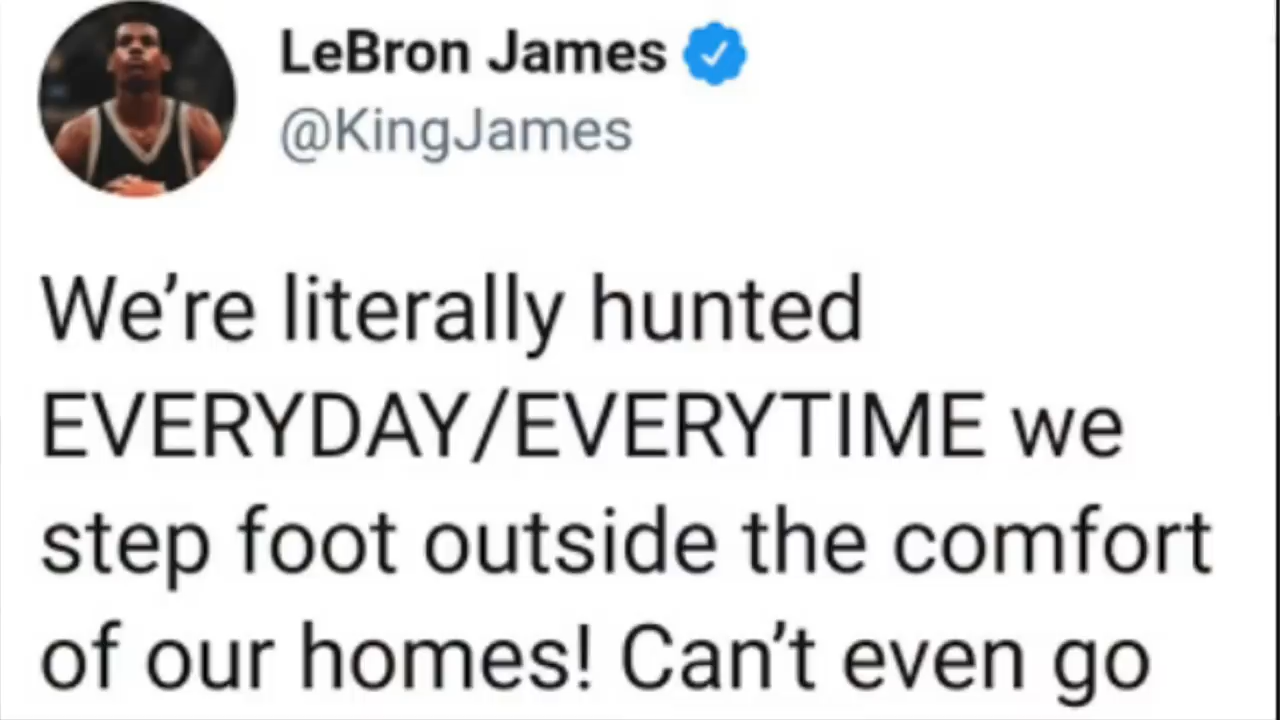 LeBron James
@KingJames
We’re literally hunted
EVERYDAY/EVERYTIME we
step foot outside the comfort
of our homes! Can’t even go